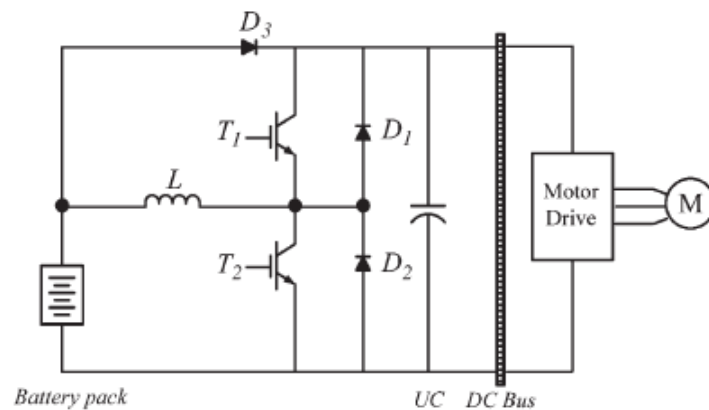 D3
T1
D1
L
T2
D2
Motor
Drive
M
Battery pack
UC
DC Bus